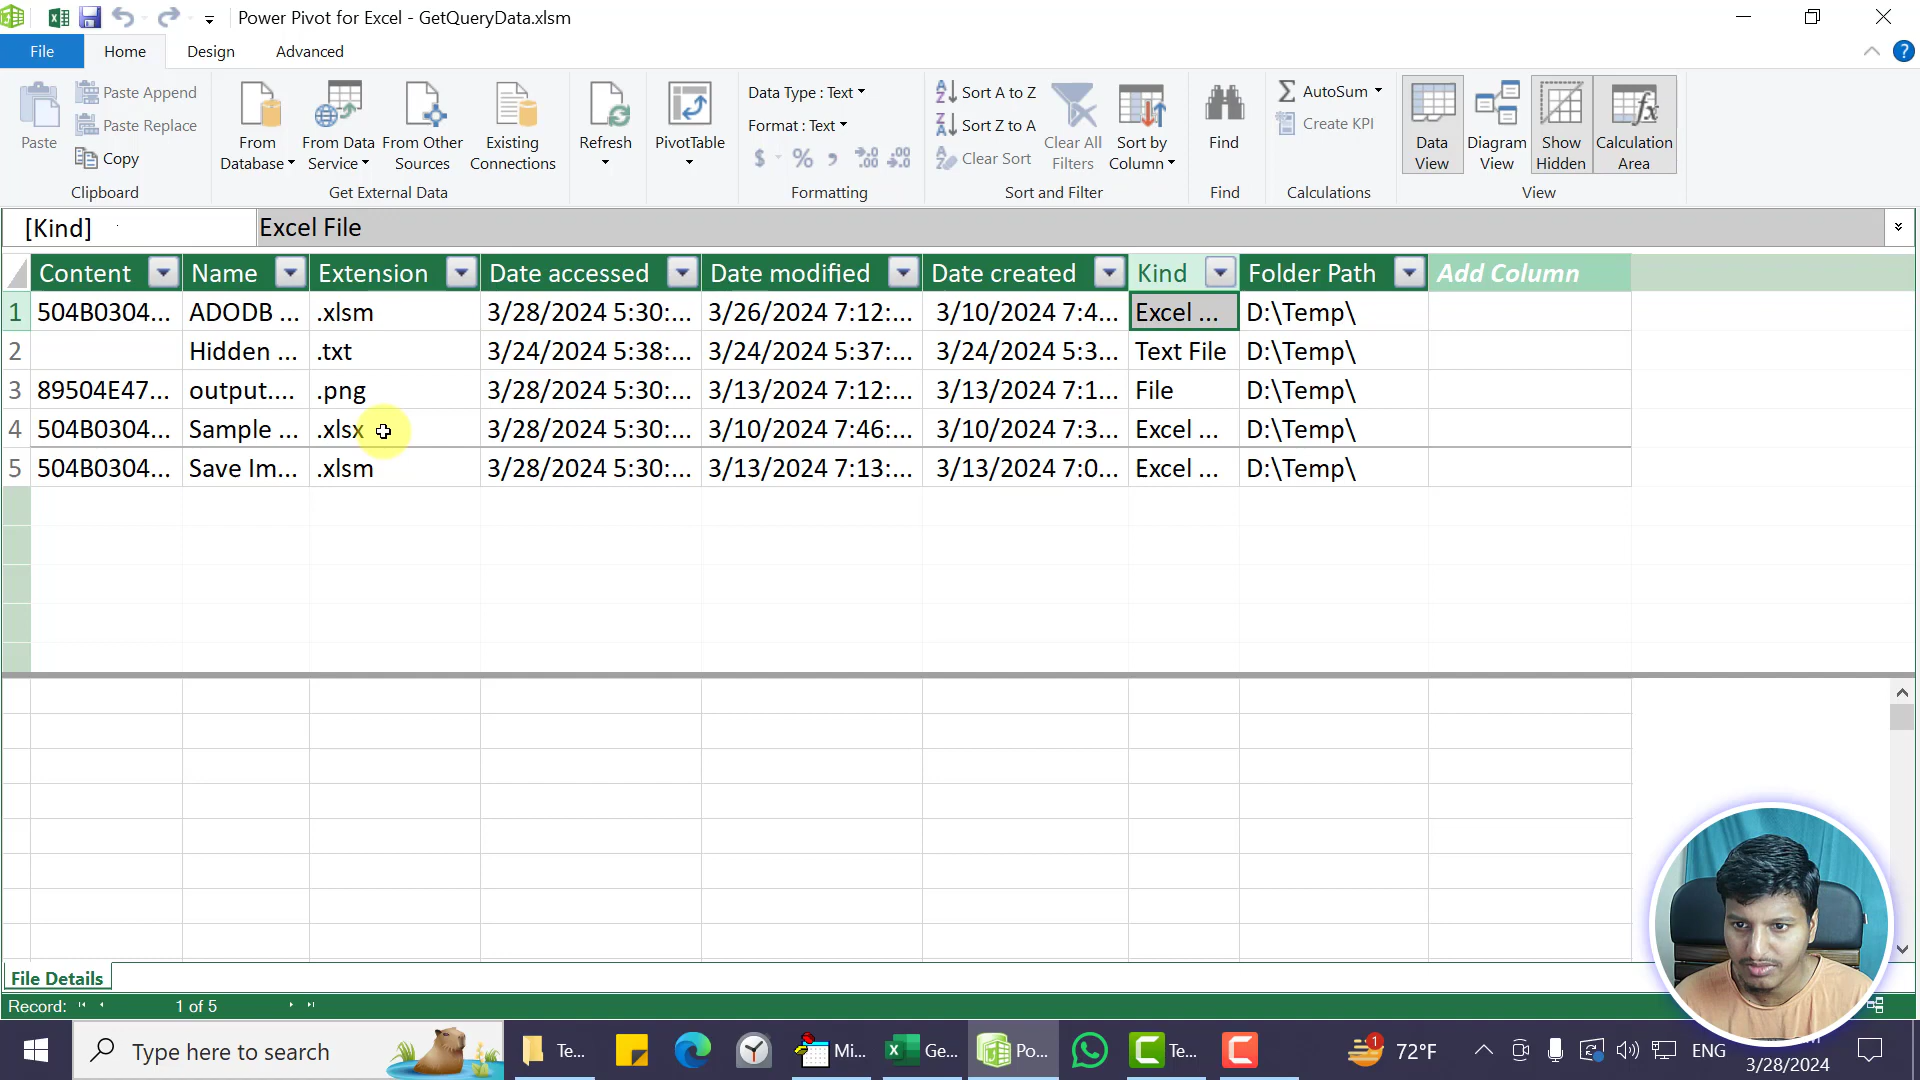 Power Pivot for Excel - GetQueryData.xlsm
File Home Design Advanced
Paste
Paste Append
Paste Replace
Copy
Clipboard
From Database
From Data Service
From Other Sources
Existing Connections
Get External Data
Refresh
PivotTable
Data Type : Text
Format : Text
$ % ,
Formatting
Sort A to Z
Sort Z to A
Clear Sort
Clear All Filters
Sort by Column
Sort and Filter
Find
Find
AutoSum
Create KPI
Calculations
Data View
Diagram View
Show Hidden
Calculation Area
View
[Kind] Excel File
Content Name Extension Date accessed Date modified Date created Kind Folder Path Add Column
1 504B0304... ADODB ... .xlsm 3/28/2024 5:30:... 3/26/2024 7:12:... 3/10/2024 7:4... Excel ... D:\Temp\
2 Hidden ... .txt 3/24/2024 5:38:... 3/24/2024 5:37:... 3/24/2024 5:3... Text File D:\Temp\
3 89504E47... output.... .png 3/28/2024 5:30:... 3/13/2024 7:12:... 3/13/2024 7:1... File D:\Temp\
4 504B0304... Sample ... .xlsx 3/28/2024 5:30:... 3/10/2024 7:46:... 3/10/2024 7:3... Excel ... D:\Temp\
5 504B0304... Save Im... .xlsm 3/28/2024 5:30:... 3/13/2024 7:13:... 3/13/2024 7:0... Excel ... D:\Temp\
File Details
Record: 1 of 5
Type here to search
Te...
Mi...
Ge...
Po...
Te...
1
72°F
ENG
3/28/2024